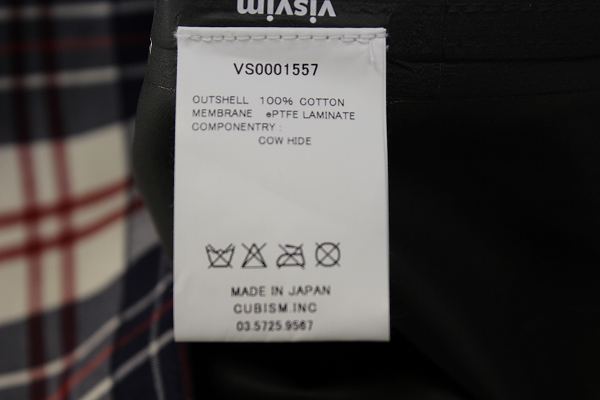 visvim
VS0001557
OUTSHELL 100% COTTON
MEMBRANE ePTFE LAMINATE
COMPONENTRY :
COW HIDE
MADE IN JAPAN
CUBISM.INC
03.5725.9567